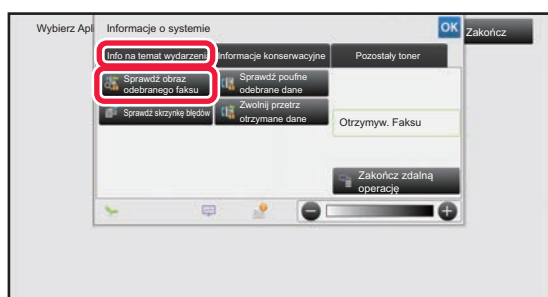 Wybierz Apl
Informacje o systemie
OK
Zakończ
Info na temat wydarzenia
Informacje konserwacyjne
Pozostały toner
Sprawdź obraz
odebranego faksu
Sprawdź poufne
odebrane dane
Sprawdź skrzynkę błędów
Zwolnij przetrz
otrzymane dane
Otrzymyw. Faksu
Zakończ zdalną
operację